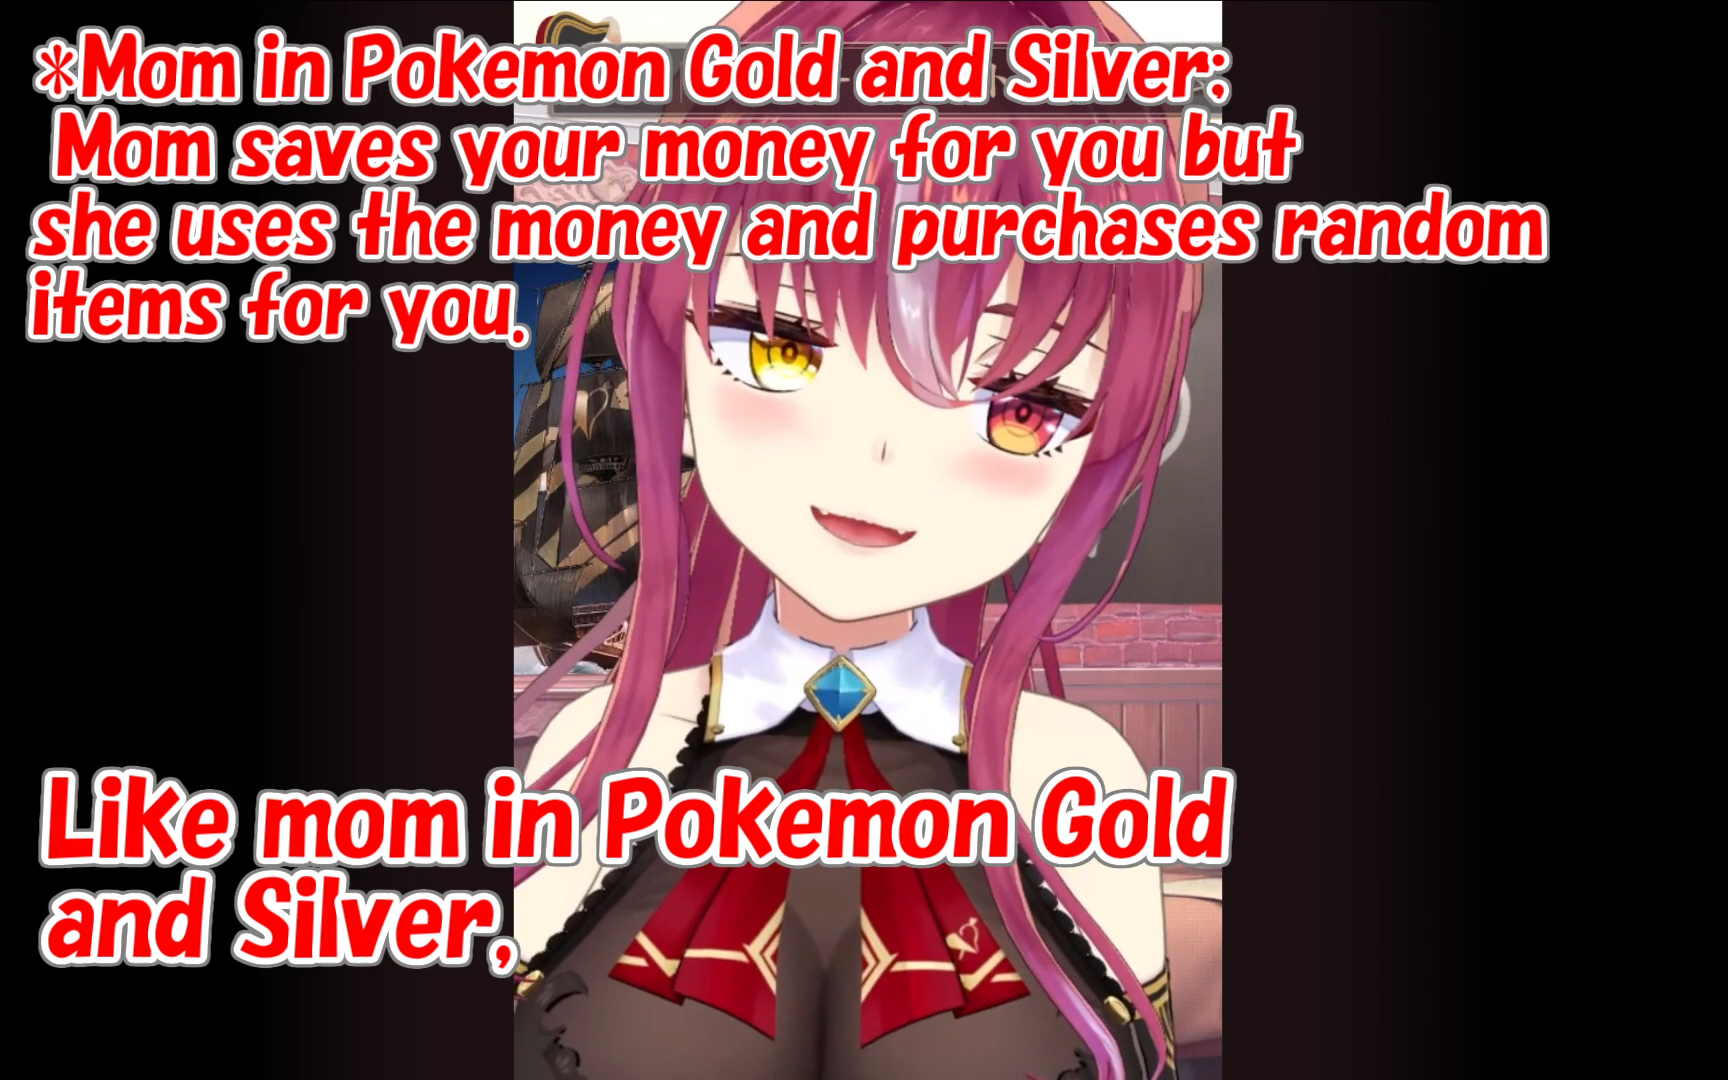 *Mom in Pokemon Gold and Silver:
Mom saves your money for you but
she uses the money and purchases random
items for you.
Like mom in Pokemon Gold
and Silver,